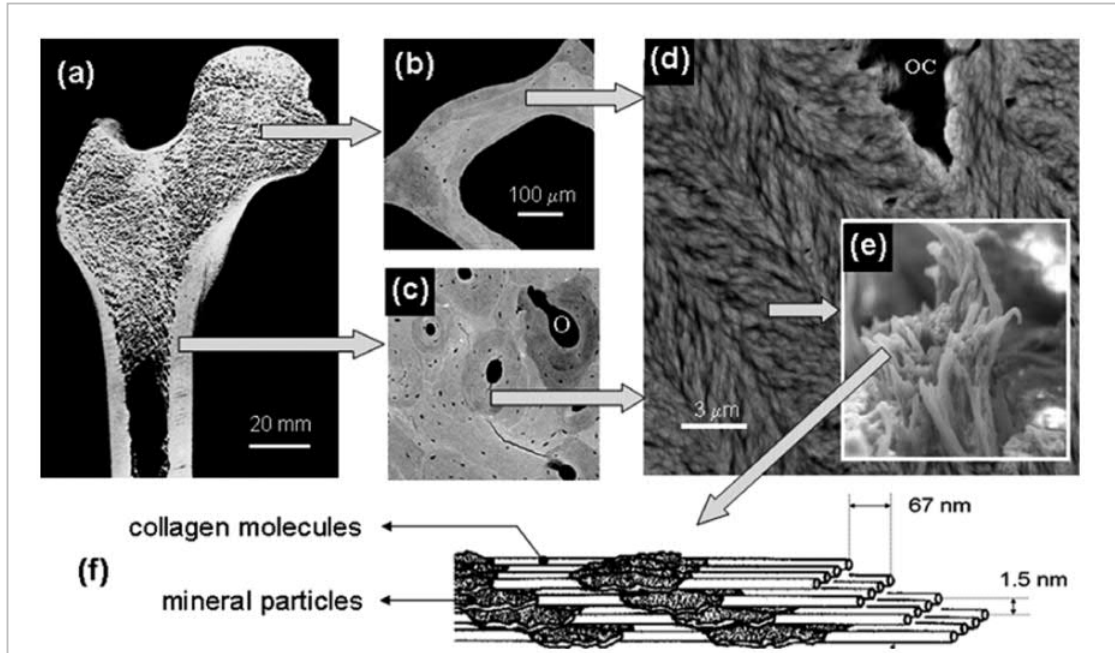 (a)
(b)
(d)
OC
100 μm
(e)
(c)
O
20 mm
3 μm
67 nm
collagen molecules
(f)
1.5 nm
mineral particles